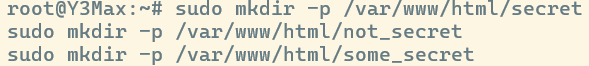 root@Y3Max:~# sudo mkdir -p /var/www/html/secret
sudo mkdir -p /var/www/html/not_secret
sudo mkdir -p /var/www/html/some_secret